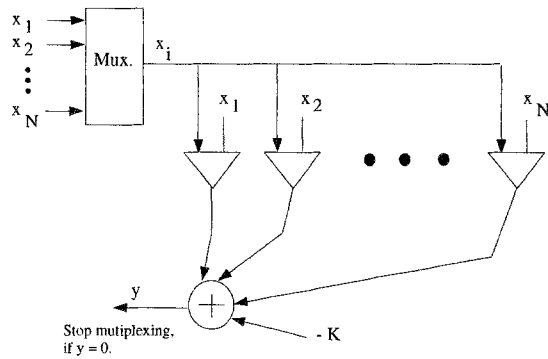 x1
x2
xN
Mux.
xi
x1
x2
xN
y
+
- K
Stop mutiplexing,
if y = 0.